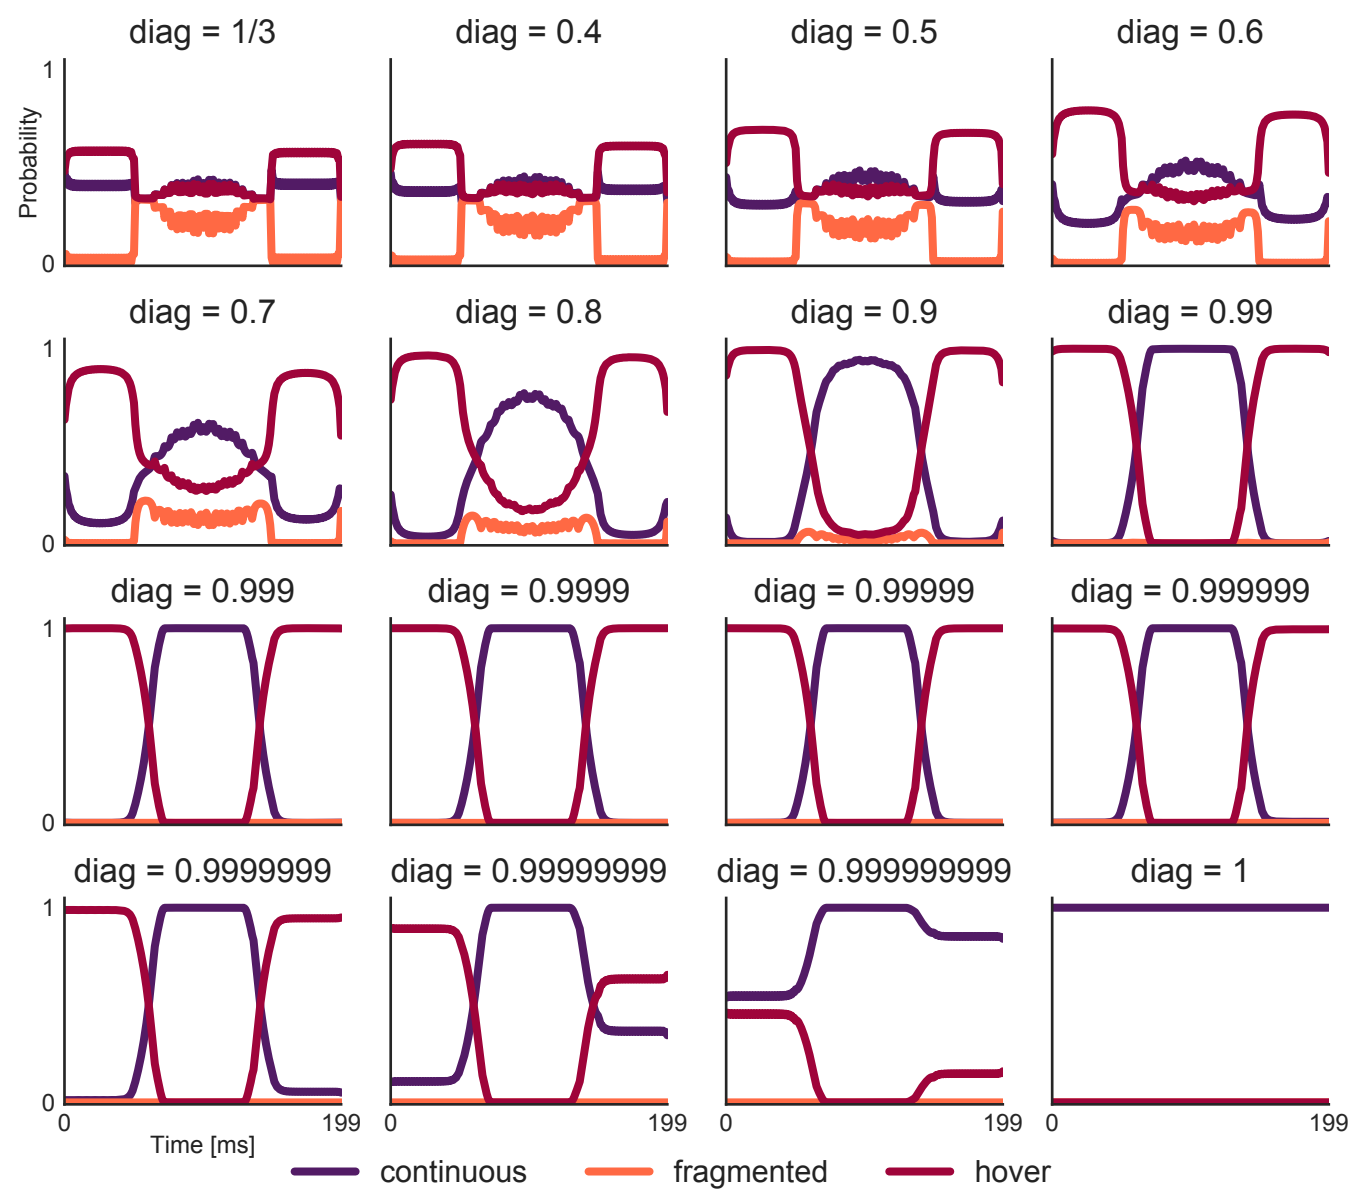 diag = 1/3 diag = 0.4 diag = 0.5 diag = 0.6
1
Probability
0
diag = 0.7 diag = 0.8 diag = 0.9 diag = 0.99
1
0
diag = 0.999 diag = 0.9999 diag = 0.99999 diag = 0.999999
1
0
diag = 0.9999999 diag = 0.99999999 diag = 0.999999999 diag = 1
1
0
0 199 0 199 0 199 0 199
Time [ms]
continuous fragmented hover